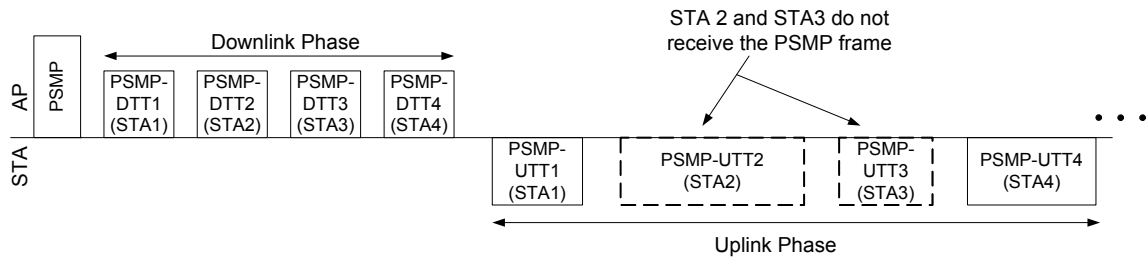 STA 2 and STA3 do not
receive the PSMP frame
Downlink Phase
AP
PSMP
PSMP-
DTT1
(STA1)
PSMP-
DTT2
(STA2)
PSMP-
DTT3
(STA3)
PSMP-
DTT4
(STA4)
• • •
STA
PSMP-
UTT1
(STA1)
PSMP-UTT2
(STA2)
PSMP-
UTT3
(STA3)
PSMP-UTT4
(STA4)
Uplink Phase